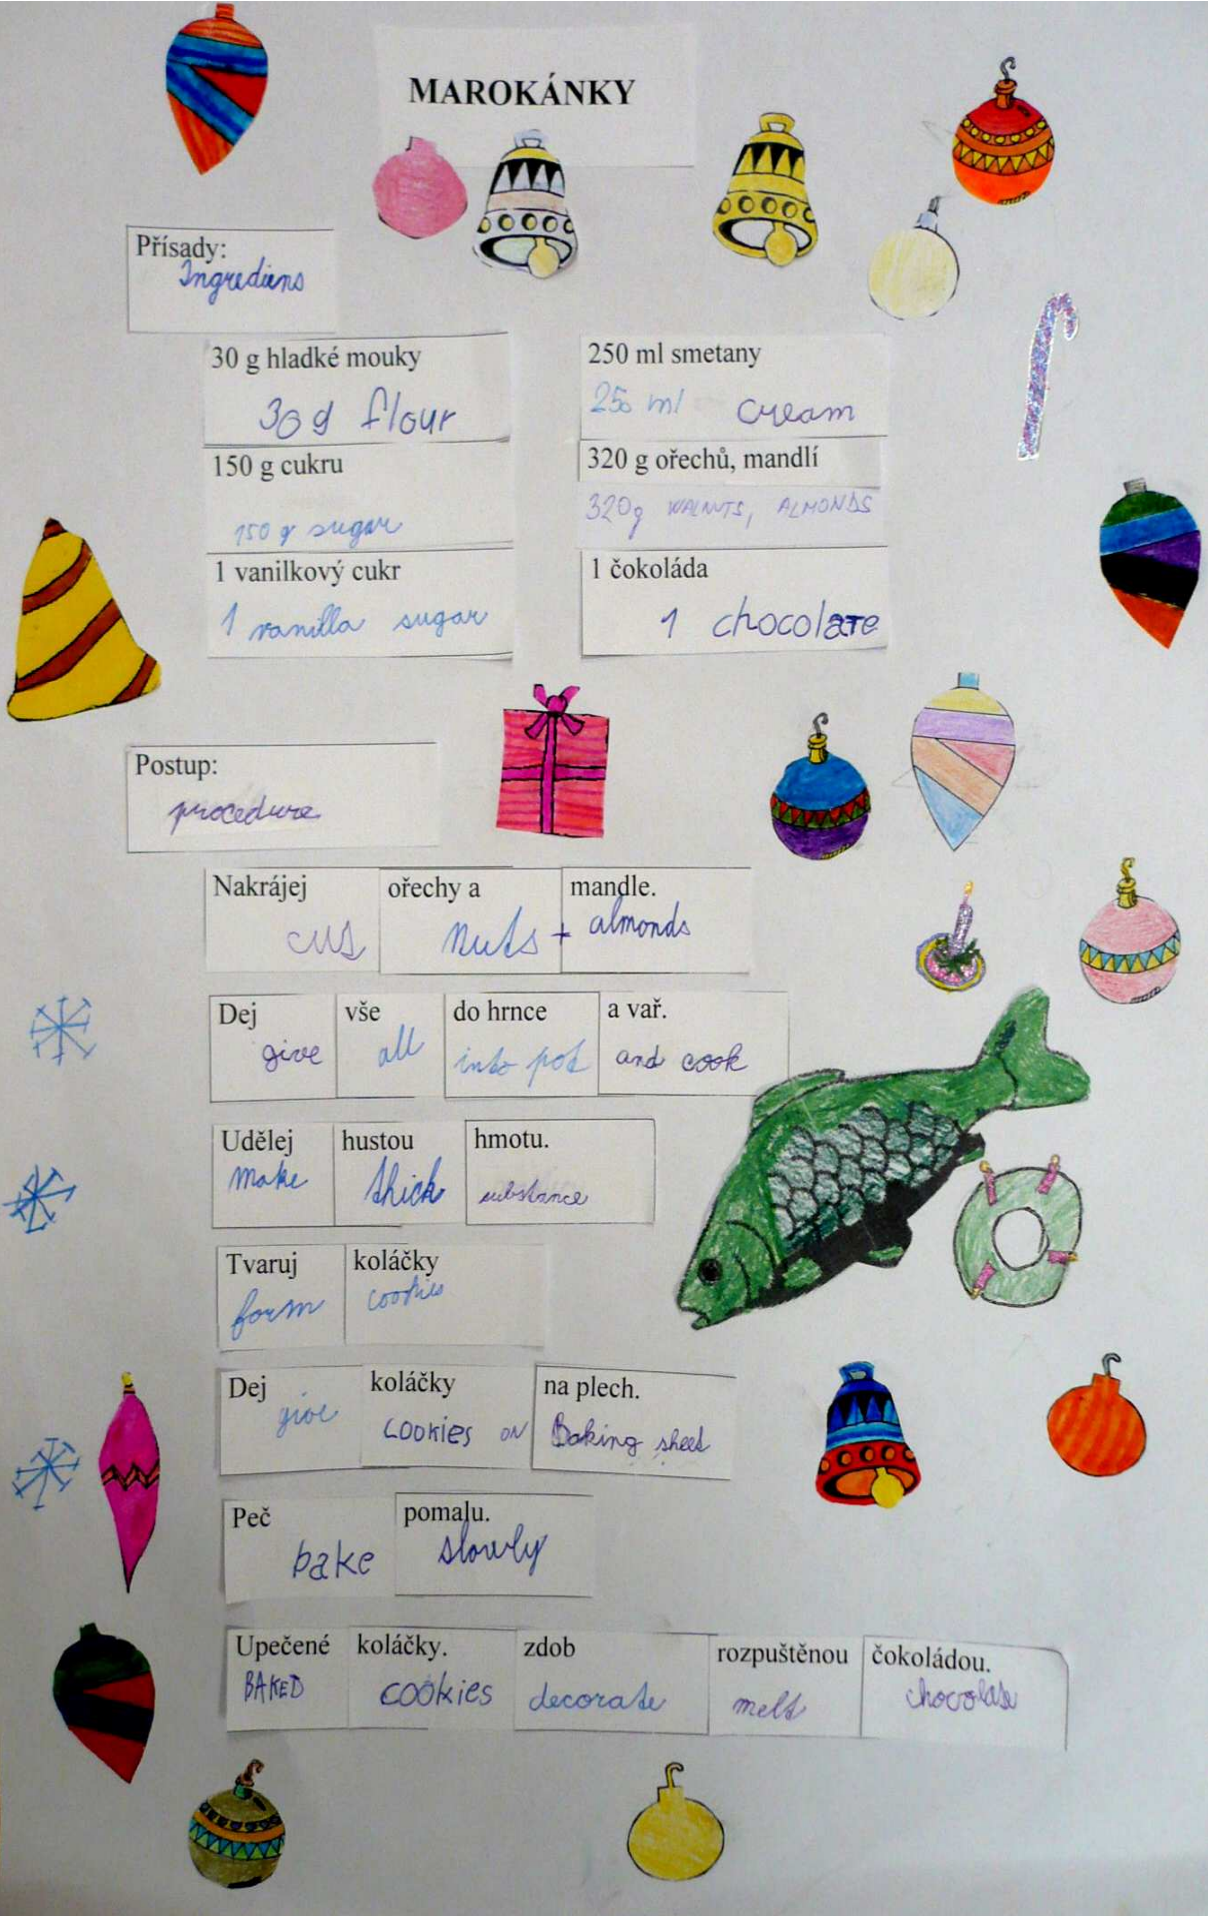 MAROKÁNKY
Přísady:
Ingrediens
30 g hladké mouky
30 g flour
250 ml smetany
250 ml cream
150 g cukru
150 g sugar
320 g ořechů, mandlí
320g WALNUTS, ALMONDS
1 vanilkový cukr
1 vanilla sugar
1 čokoláda
1 chocolate
Postup:
procedure
Nakrájej ořechy a mandle.
cut nuts + almonds
Dej vše do hrnce a vař.
give all into pot and cook
Udělej hustou hmotu.
make thick substance
Tvaruj koláčky
form cookies
Dej koláčky na plech.
give cookies on Baking sheet
Peč pomalu.
bake slowly
Upečené koláčky. zdob rozpuštěnou čokoládou.
BAKED cookies decorate melt chocolate